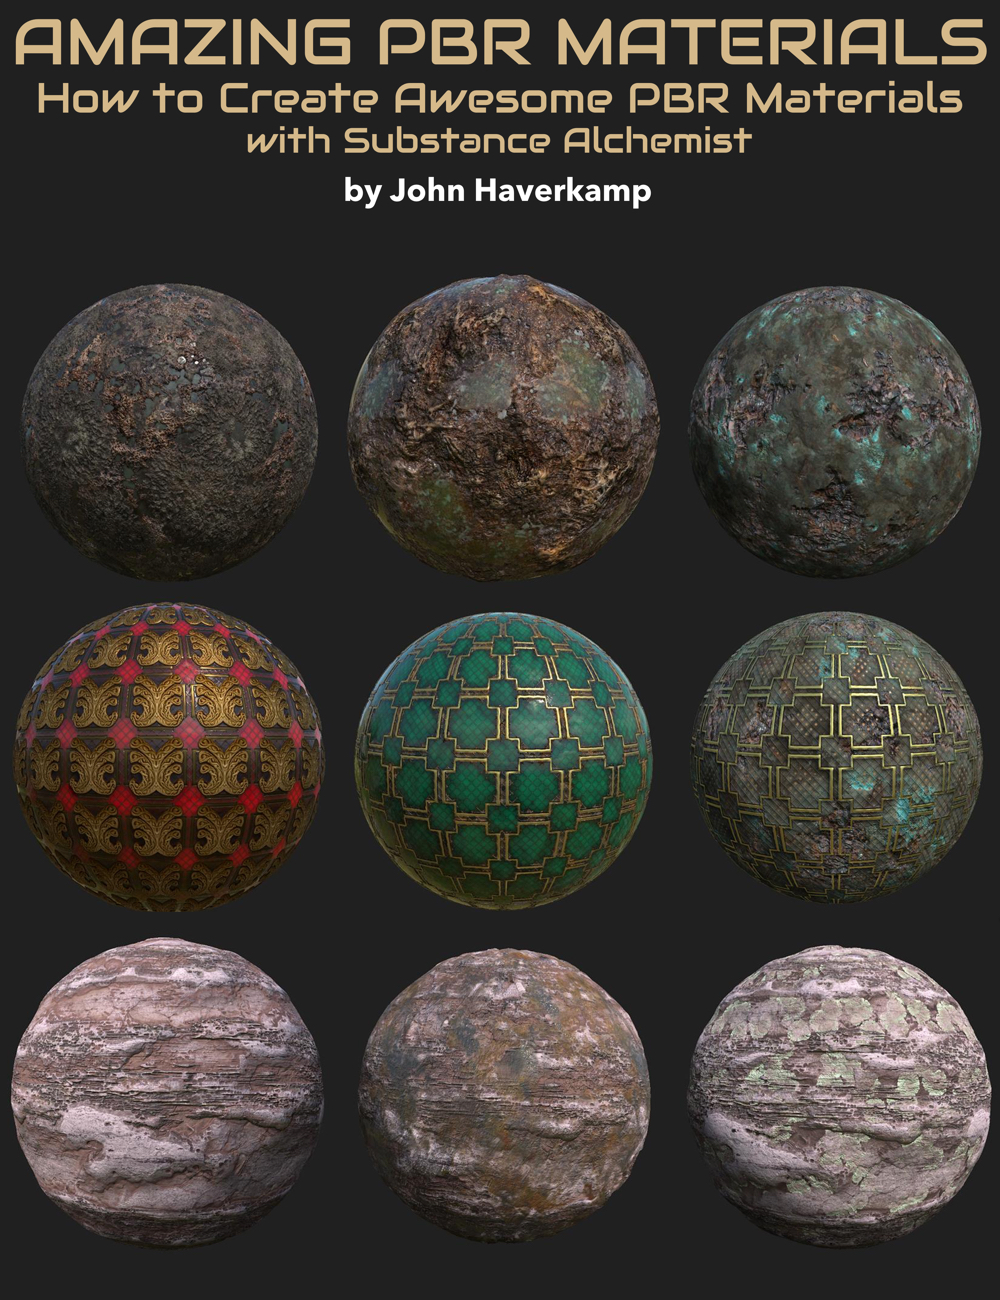 AMAZING PBR MATERIALS
How to Create Awesome PBR Materials
with Substance Alchemist
by John Haverkamp